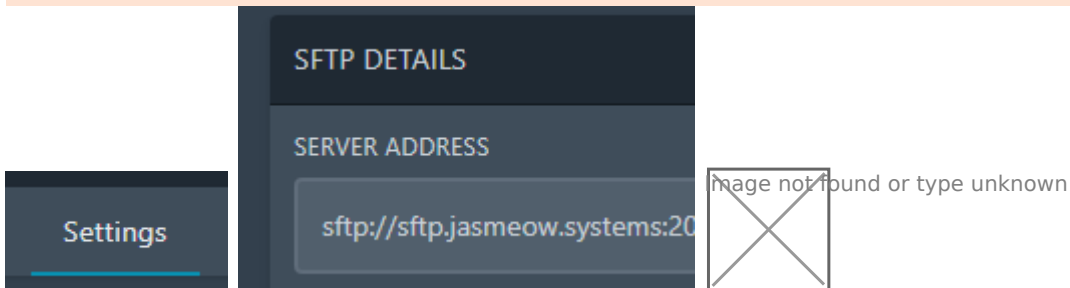 SFTP DETAILS
SERVER ADDRESS
sftp://sftp.jasmeow.systems:20
Settings
Image not found or type unknown